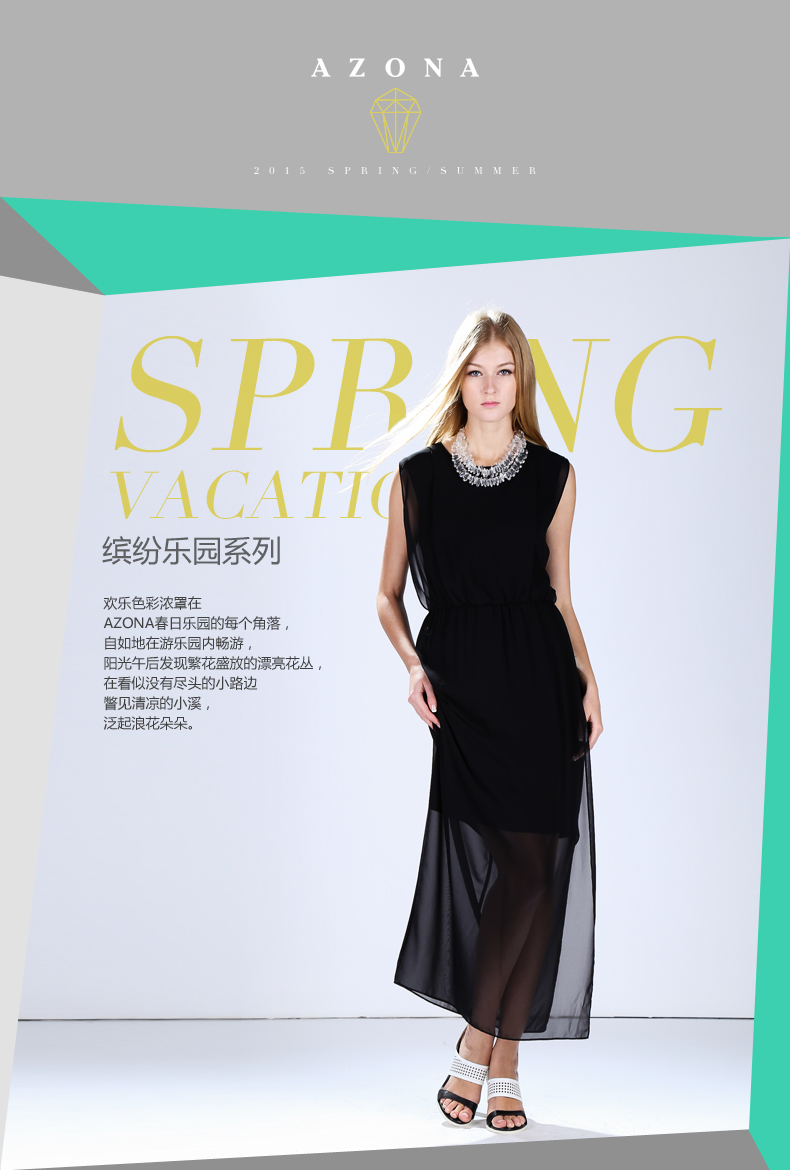 AZONA
2015 SPRING/SUMMER
SPRING
VACATIO
缤纷乐园系列
欢乐色彩浓罩在
AZONA春日乐园的每个角落，
自如地在游乐园内畅游，
阳光午后发现繁花盛放的漂亮花丛，
在看似没有尽头的小路边
瞥见清凉的小溪，
泛起浪花朵朵。